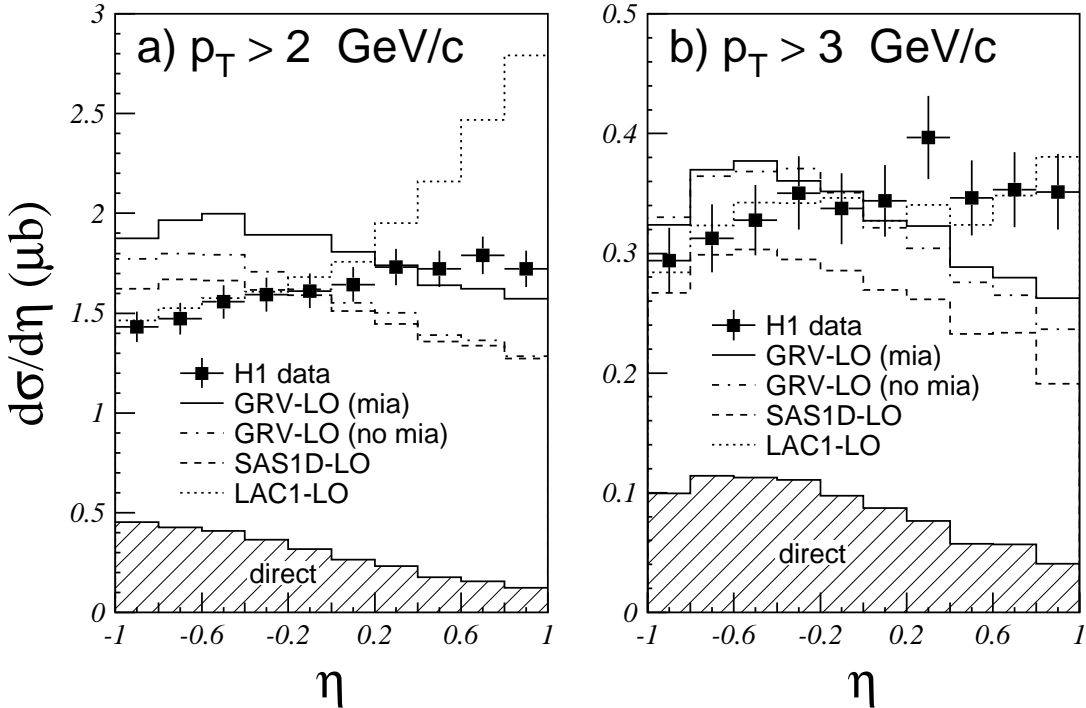 dσ/dη (μb)
a) p_T > 2 GeV/c
3
2.5
2
1.5
1
0.5
0
H1 data
GRV-LO (mia)
GRV-LO (no mia)
SAS1D-LO
LAC1-LO
direct
-1 -0.6 -0.2 0.2 0.6 1
η
b) p_T > 3 GeV/c
0.5
0.4
0.3
0.2
0.1
0
H1 data
GRV-LO (mia)
GRV-LO (no mia)
SAS1D-LO
LAC1-LO
direct
-1 -0.6 -0.2 0.2 0.6 1
η